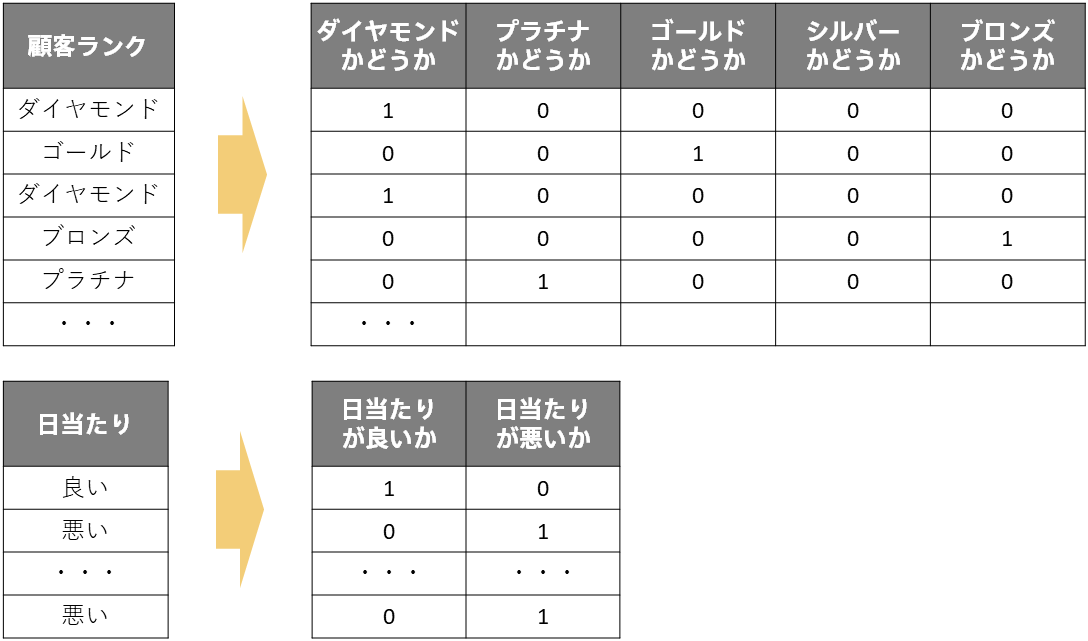 顧客ランク
ダイヤモンド
かどうか
プラチナ
かどうか
ゴールド
かどうか
シルバー
かどうか
ブロンズ
かどうか
ダイヤモンド
1 0 0 0 0
ゴールド
0 0 1 0 0
ダイヤモンド
1 0 0 0 0
ブロンズ
0 0 0 0 1
プラチナ
0 1 0 0 0
・・・
・・・
日当たり
日当たり
が良いか
日当たり
が悪いか
良い
1 0
悪い
0 1
・・・
・・・ ・・・
悪い
0 1